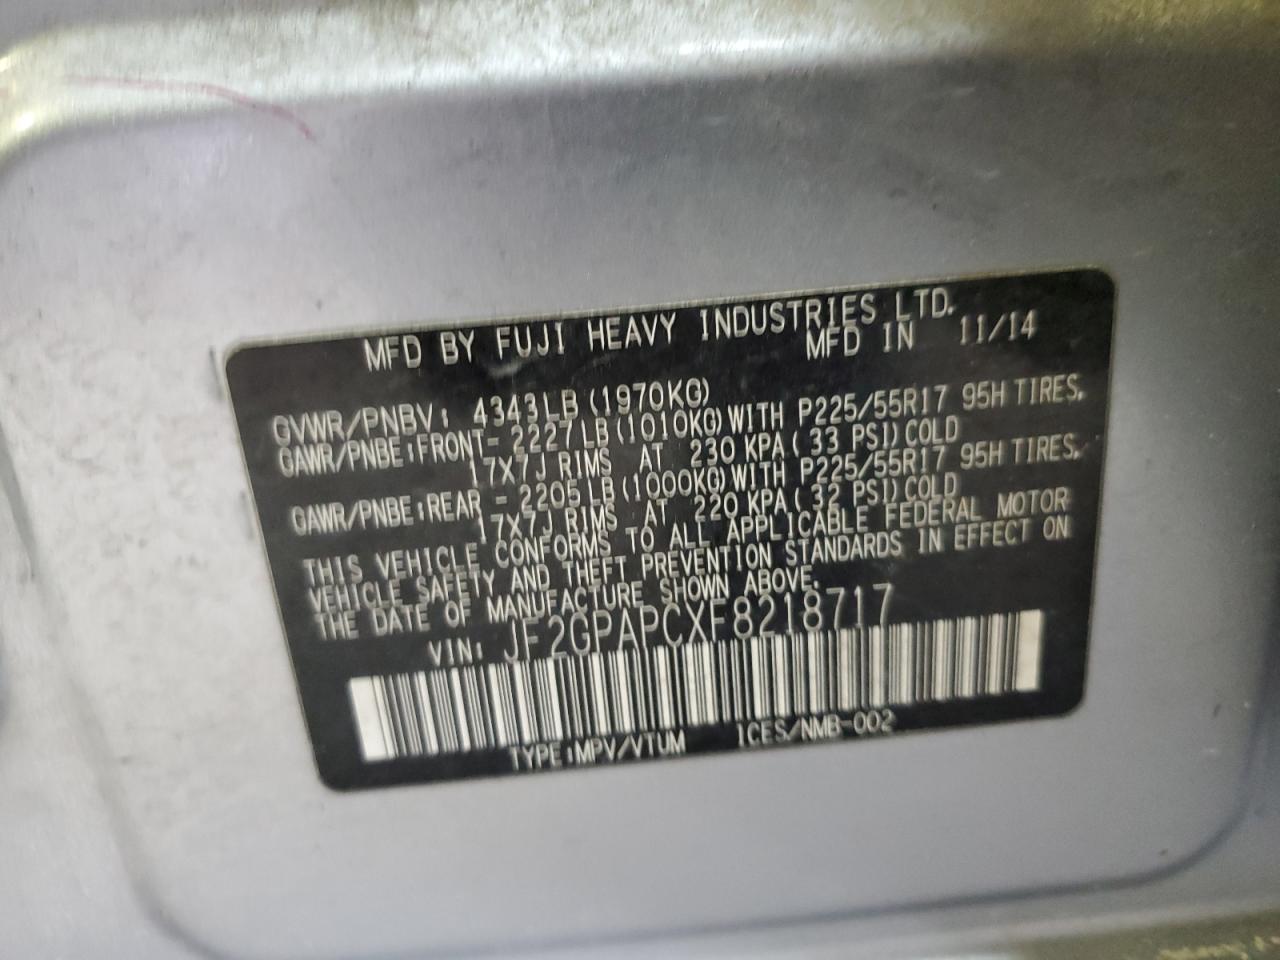 MFD BY FUJI HEAVY INDUSTRIES LTD.
MFD IN 11/14
GVWR/PNBV: 4343LB (1970KG)
GAWR/PNBE:FRONT- 2227LB(1010KG)WITH P225/55R17 95H TIRES.
17X7J RIMS AT 230 KPA( 33 PSI)COLD
GAWR/PNBE:REAR - 2205LB(1000KG)WITH P225/55R17 95H TIRES.
17X7J RIMS AT 220 KPA( 32 PSI)COLD
THIS VEHICLE CONFORMS TO ALL APPLICABLE FEDERAL MOTOR
VEHICLE SAFETY AND THEFT PREVENTION STANDARDS IN EFFECT ON
THE DATE OF MANUFACTURE SHOWN ABOVE.
VIN: JF2GPAPCXF8218717
TYPE:MPV/VTUM ICES/NMB-002